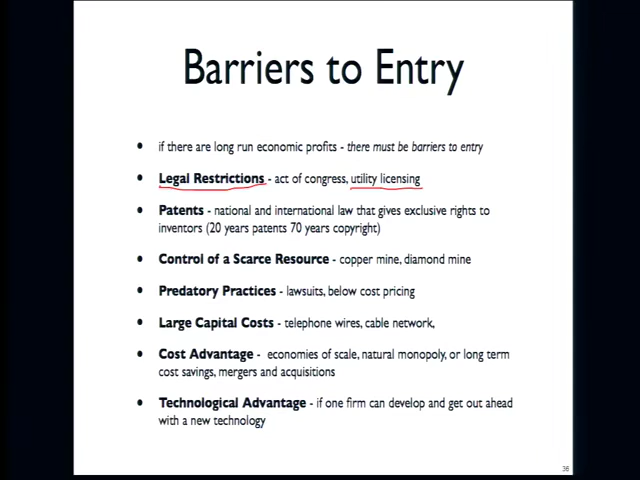 Barriers to Entry
• if there are long run economic profits - there must be barriers to entry
• Legal Restrictions - act of congress, utility licensing
• Patents - national and international law that gives exclusive rights to
inventors (20 years patents 70 years copyright)
• Control of a Scarce Resource - copper mine, diamond mine
• Predatory Practices - lawsuits, below cost pricing
• Large Capital Costs - telephone wires, cable network,
• Cost Advantage - economies of scale, natural monopoly, or long term
cost savings, mergers and acquisitions
• Technological Advantage - if one firm can develop and get out ahead
with a new technology
36